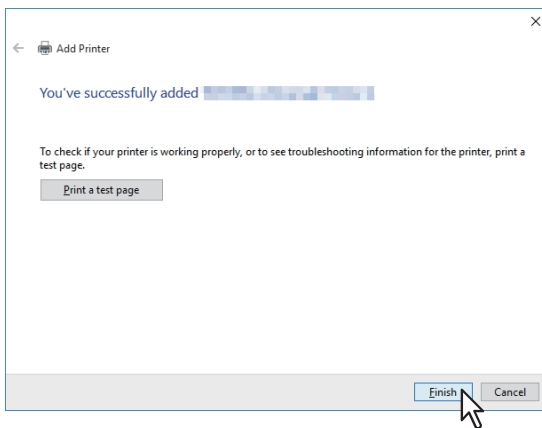 Add Printer
You've successfully added
To check if your printer is working properly, or to see troubleshooting information for the printer, print a
test page.
Print a test page
Finish
Cancel